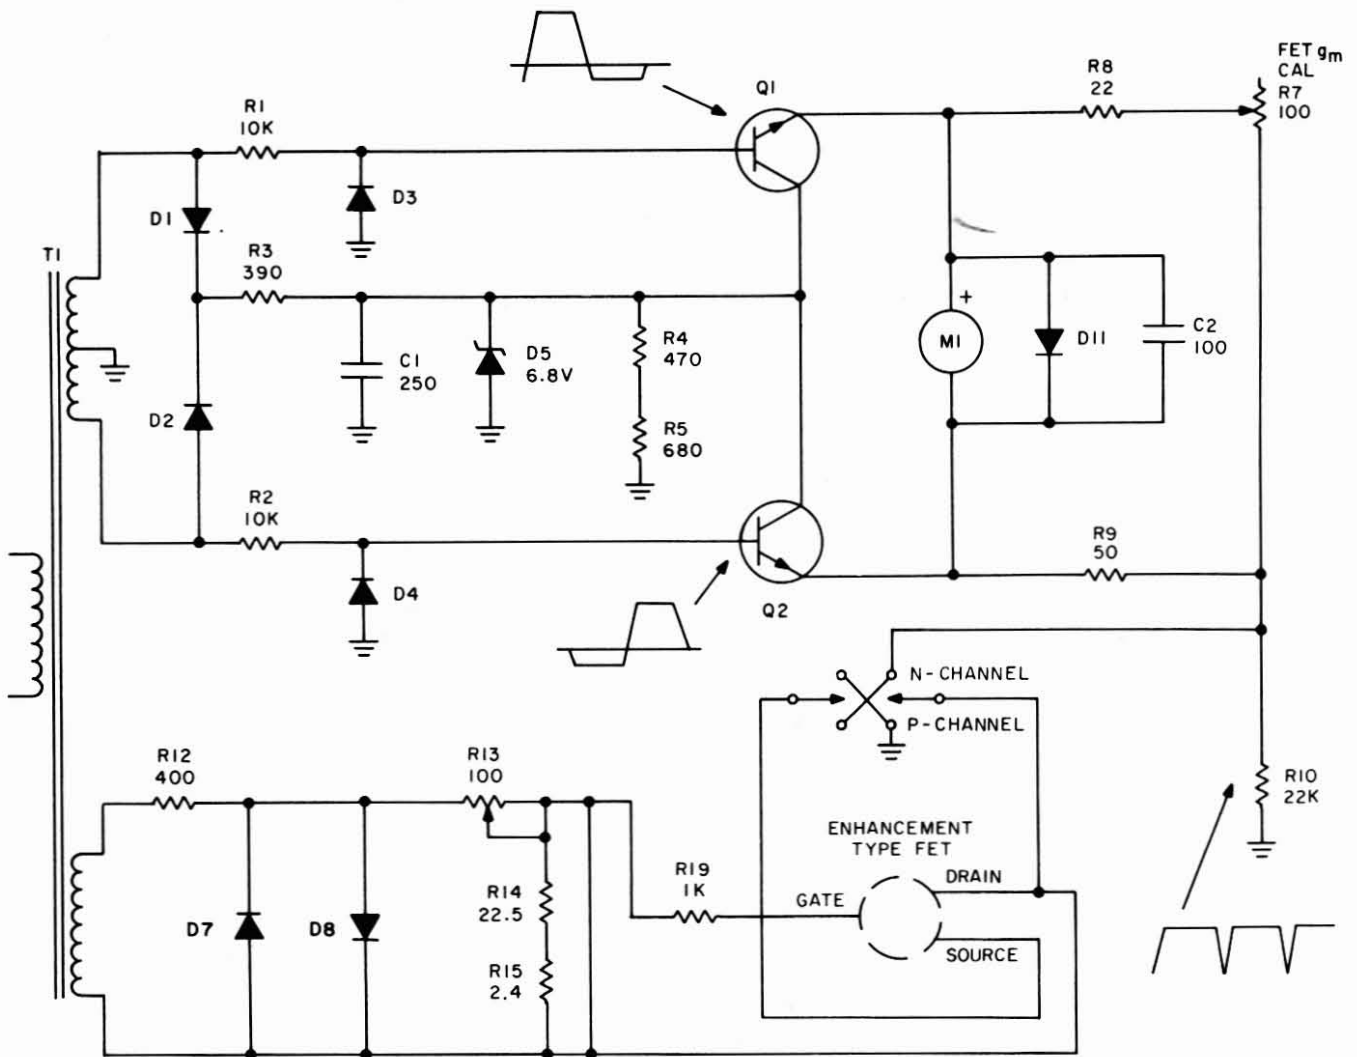 FET gm
CAL
R7
100
R8
22
Q1
R1
10K
D3
D1
T1
R3
390
+
M1
D11
C2
100
C1
250
D5
6.8V
R4
470
D2
R5
680
R2
10K
R9
50
D4
Q2
N-CHANNEL
P-CHANNEL
R12
400
R13
100
R10
22K
ENHANCEMENT
TYPE FET
R19
1K
DRAIN
GATE
R14
22.5
D7
D8
SOURCE
R15
2.4